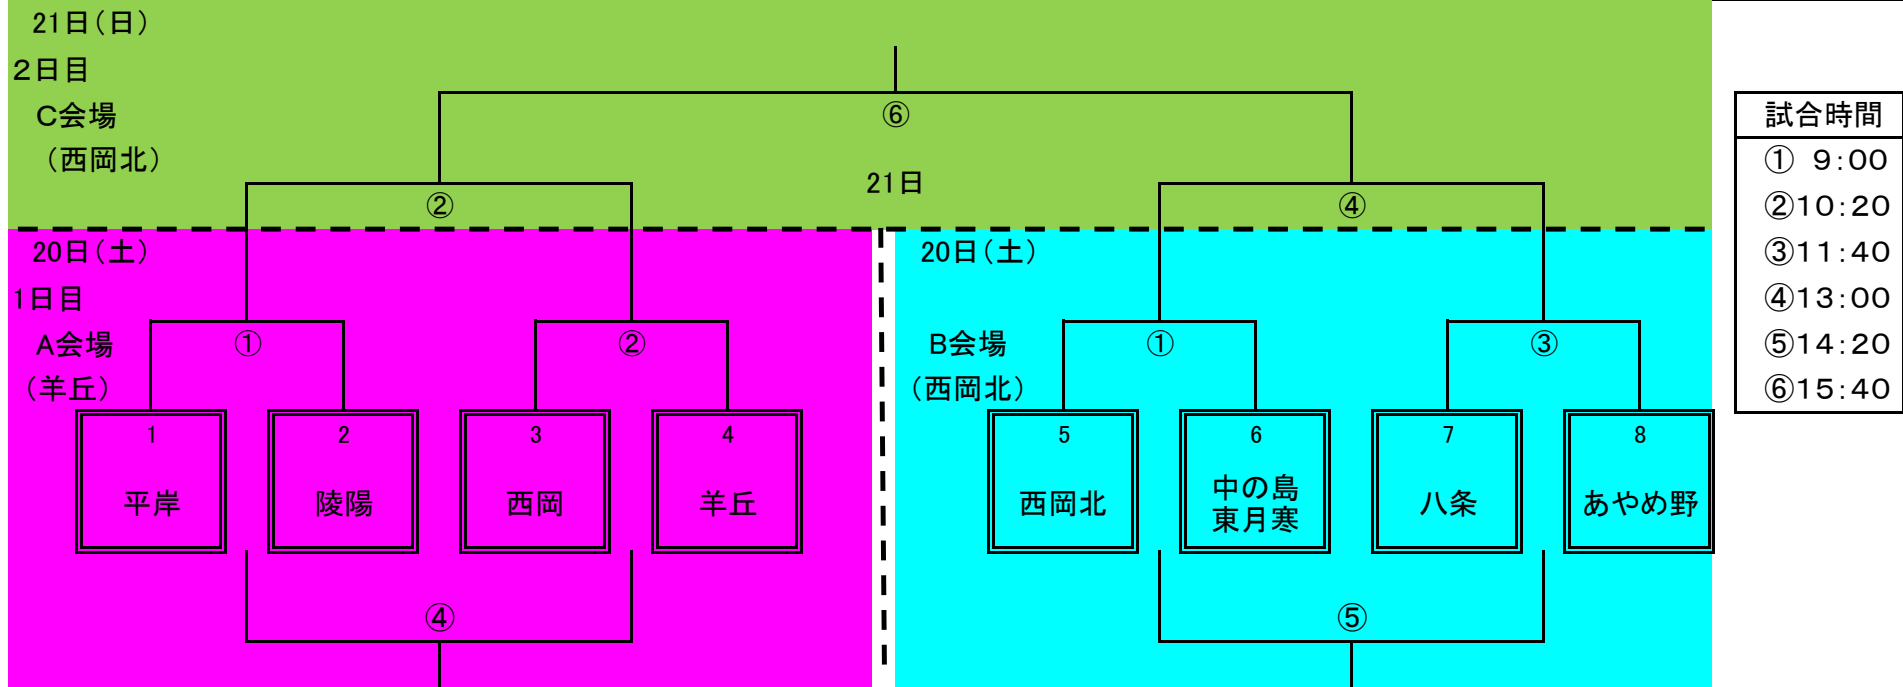 21日(日)
2日目
C会場
(西岡北)
⑥
21日
②
④
試合時間
① 9:00
②10:20
③11:40
④13:00
⑤14:20
⑥15:40
20日(土)
1日目
A会場
(羊丘)
①
②
1
平岸
2
陵陽
3
西岡
4
羊丘
④
20日(土)
B会場
(西岡北)
①
③
5
西岡北
6
中の島
東月寒
7
八条
8
あやめ野
⑤